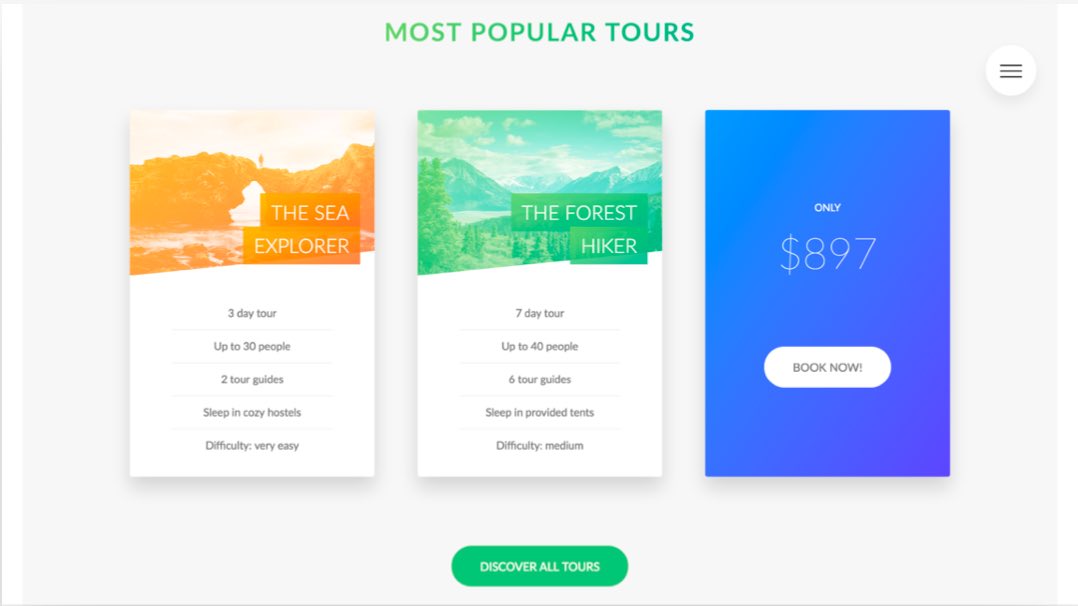 MOST POPULAR TOURS
THE SEA
EXPLORER
3 day tour
Up to 30 people
2 tour guides
Sleep in cozy hostels
Difficulty: very easy
THE FOREST
HIKER
7 day tour
Up to 40 people
6 tour guides
Sleep in provided tents
Difficulty: medium
ONLY
$897
BOOK NOW!
DISCOVER ALL TOURS